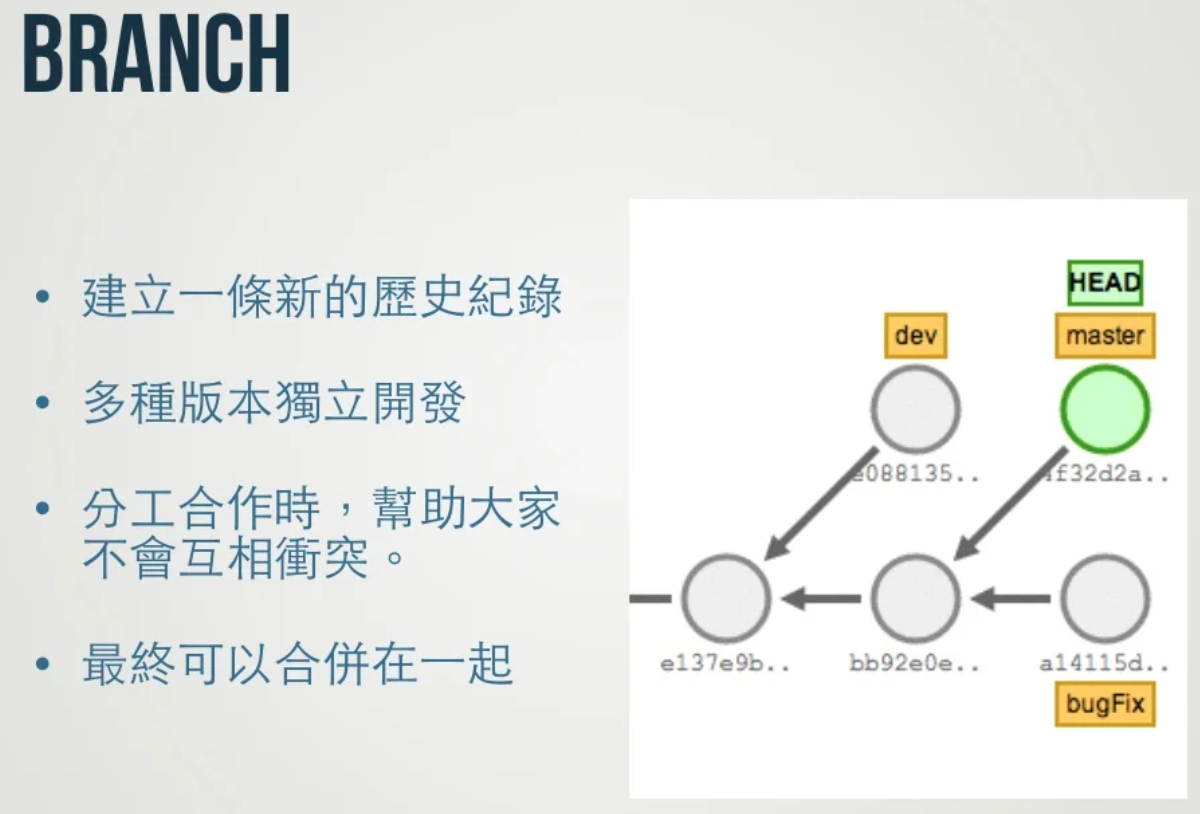 BRANCH
• 建立一條新的歷史紀錄
• 多種版本獨立開發
• 分工合作時，幫助大家
不會互相衝突。
• 最終可以合併在一起
HEAD
dev
master
e088135..
4f32d2a..
e137e9b..
bb92e0e..
a14115d..
bugFix